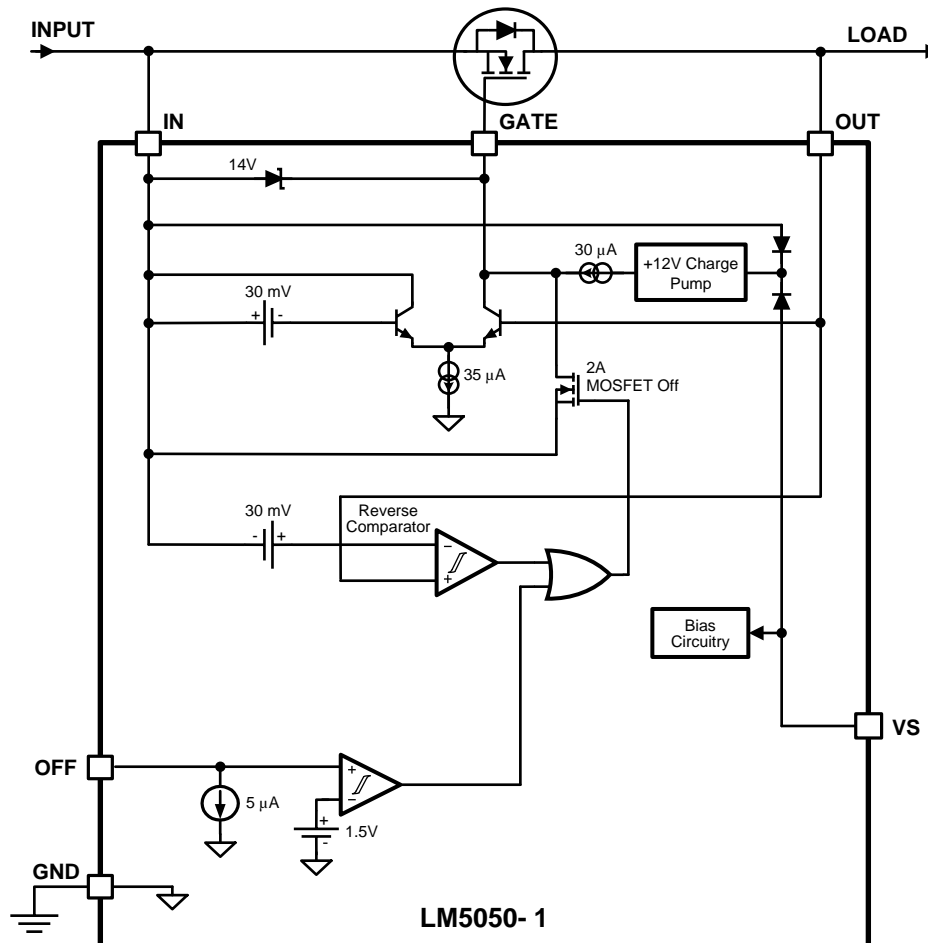 INPUT
LOAD
IN
GATE
OUT
14V
30 μA
+12V Charge
Pump
30 mV
+ -
35 μA
2A
MOSFET Off
30 mV
- +
Reverse
Comparator
−
+
Bias
Circuitry
VS
OFF
+
−
5 μA
+
1.5V
-
GND
LM5050- 1